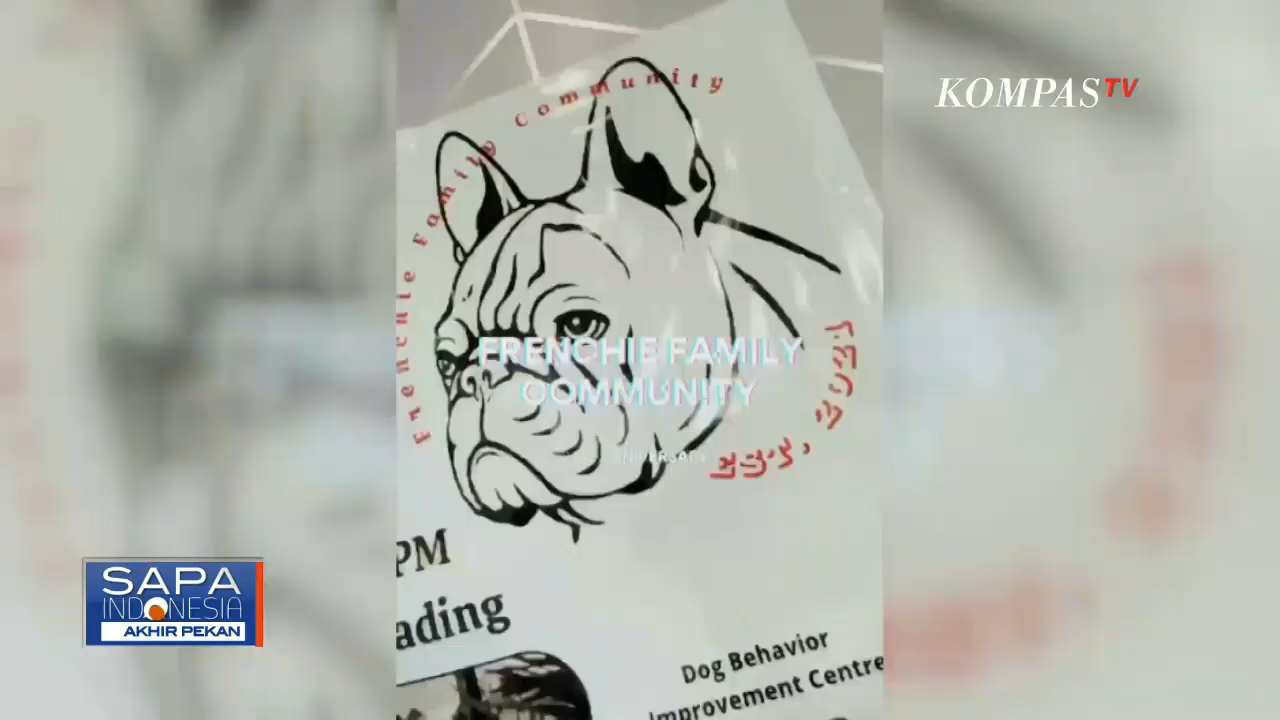 KOMPAS TV
Frenchie Family Community
FRENCHIE FAMILY
COMMUNITY
PM
ading
Dog Behavior
Improvement Centre
SAPA
INDONESIA
AKHIR PEKAN